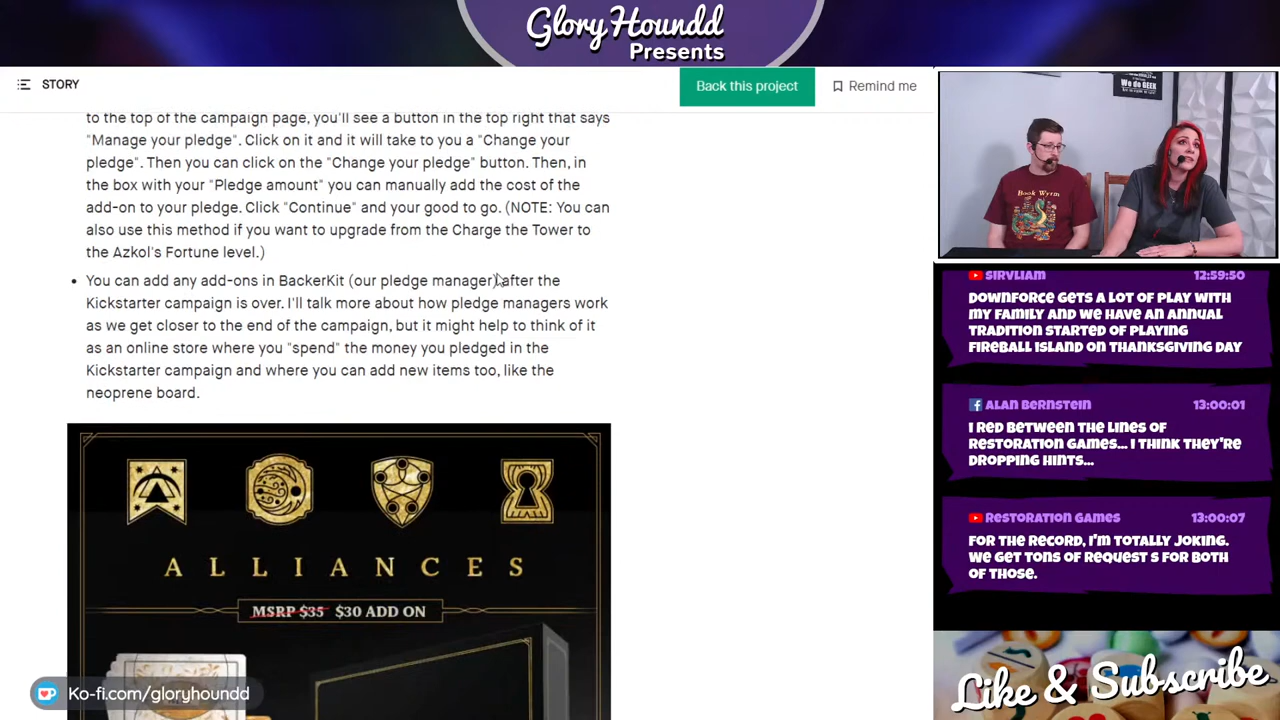 Glory Houndd
Presents
STORY
Back this project
Remind me
to the top of the campaign page, you'll see a button in the top right that says
"Manage your pledge". Click on it and it will take to you a "Change your
pledge". Then you can click on the "Change your pledge" button. Then, in
the box with your "Pledge amount" you can manually add the cost of the
add-on to your pledge. Click "Continue" and your good to go. (NOTE: You can
also use this method if you want to upgrade from the Charge the Tower to
the Azkol's Fortune level.)
• You can add any add-ons in BackerKit (our pledge manager) after the
Kickstarter campaign is over. I'll talk more about how pledge managers work
as we get closer to the end of the campaign, but it might help to think of it
as an online store where you "spend" the money you pledged in the
Kickstarter campaign and where you can add new items too, like the
neoprene board.
ALLIANCES
MSRP $35 $30 ADD ON
Ko-fi.com/gloryhoundd
We do GEEK
Book Wyrm
SIRVLIAM 12:59:50
DOWNFORCE GETS A LOT OF PLAY WITH
MY FAMILY AND WE HAVE AN ANNUAL
TRADITION STARTED OF PLAYING
FIREBALL ISLAND ON THANKSGIVING DAY
ALAN BERNSTEIN 13:00:01
I RED BETWEEN THE LINES OF
RESTORATION GAMES... I THINK THEY'RE
DROPPING HINTS...
RESTORATION GAMES 13:00:07
FOR THE RECORD, I'M TOTALLY JOKING.
WE GET TONS OF REQUEST S FOR BOTH
OF THOSE.
Like & Subscribe